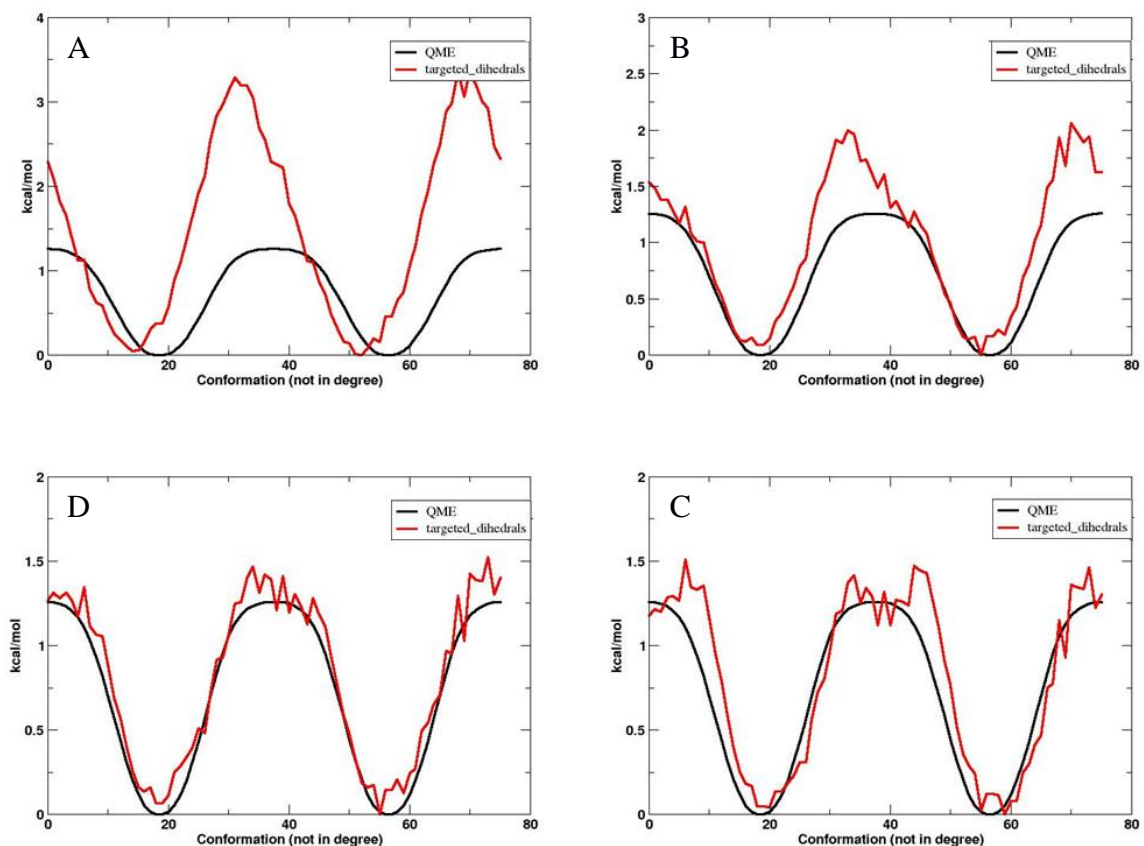 A
4
3
2
1
0
kcal/mol
QME
targeted_dihedrals
0 20 40 60 80
Conformation (not in degree)
B
3
2.5
2
1.5
1
0.5
0
kcal/mol
QME
targeted_dihedrals
0 20 40 60 80
Conformation (not in degree)
D
2
1.5
1
0.5
0
kcal/mol
QME
targeted_dihedrals
0 20 40 60 80
Conformation (not in degree)
C
2
1.5
1
0.5
0
kcal/mol
QME
targeted_dihedrals
0 20 40 60 80
Conformation (not in degree)